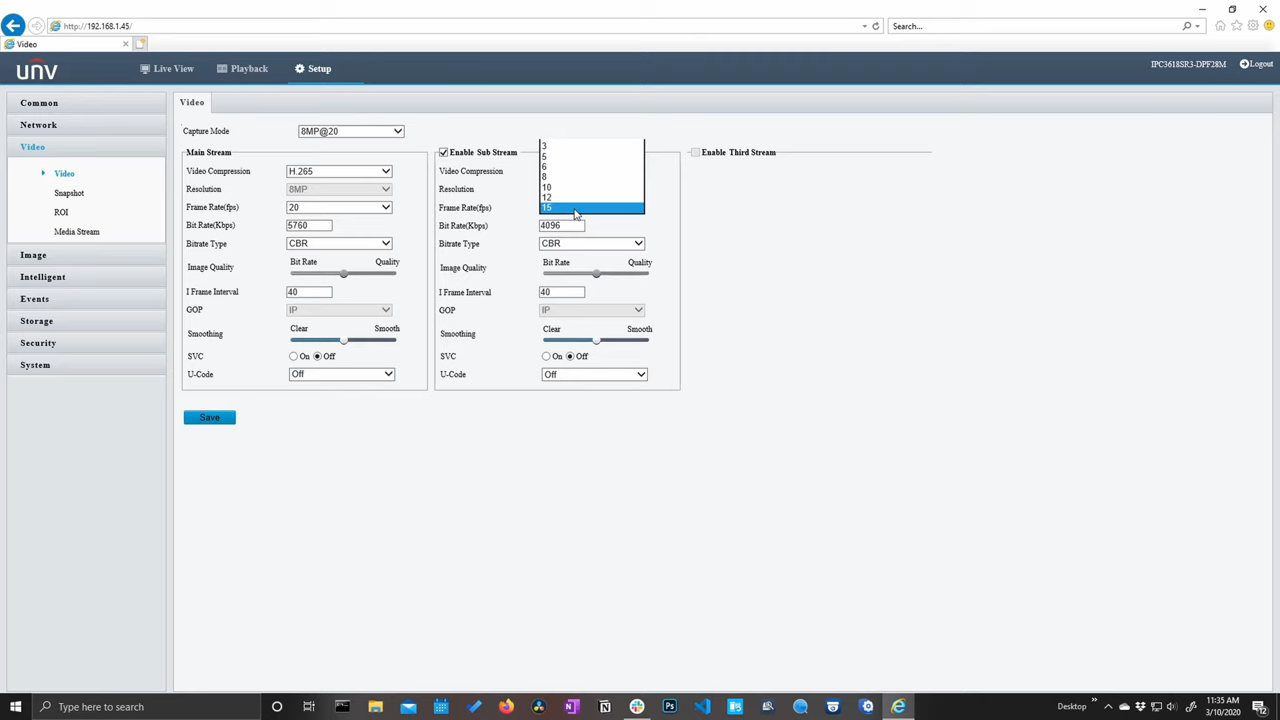 http://192.168.1.45/
Search...
Video
unv
Live View
Playback
Setup
IPC3618SR3-DPF28M
Logout
Common
Network
Video
Video
Snapshot
ROI
Media Stream
Image
Intelligent
Events
Storage
Security
System
Video
Capture Mode 8MP@20
Main Stream
Video Compression H.265
Resolution 8MP
Frame Rate(fps) 20
Bit Rate(Kbps) 5760
Bitrate Type CBR
Image Quality Bit Rate Quality
I Frame Interval 40
GOP IP
Smoothing Clear Smooth
SVC On Off
U-Code Off
Enable Sub Stream
Video Compression
Resolution
Frame Rate(fps)
3
5
6
8
10
12
15
Bit Rate(Kbps) 4096
Bitrate Type CBR
Image Quality Bit Rate Quality
I Frame Interval 40
GOP IP
Smoothing Clear Smooth
SVC On Off
U-Code Off
Enable Third Stream
Save
Type here to search
Desktop
11:35 AM
3/10/2020